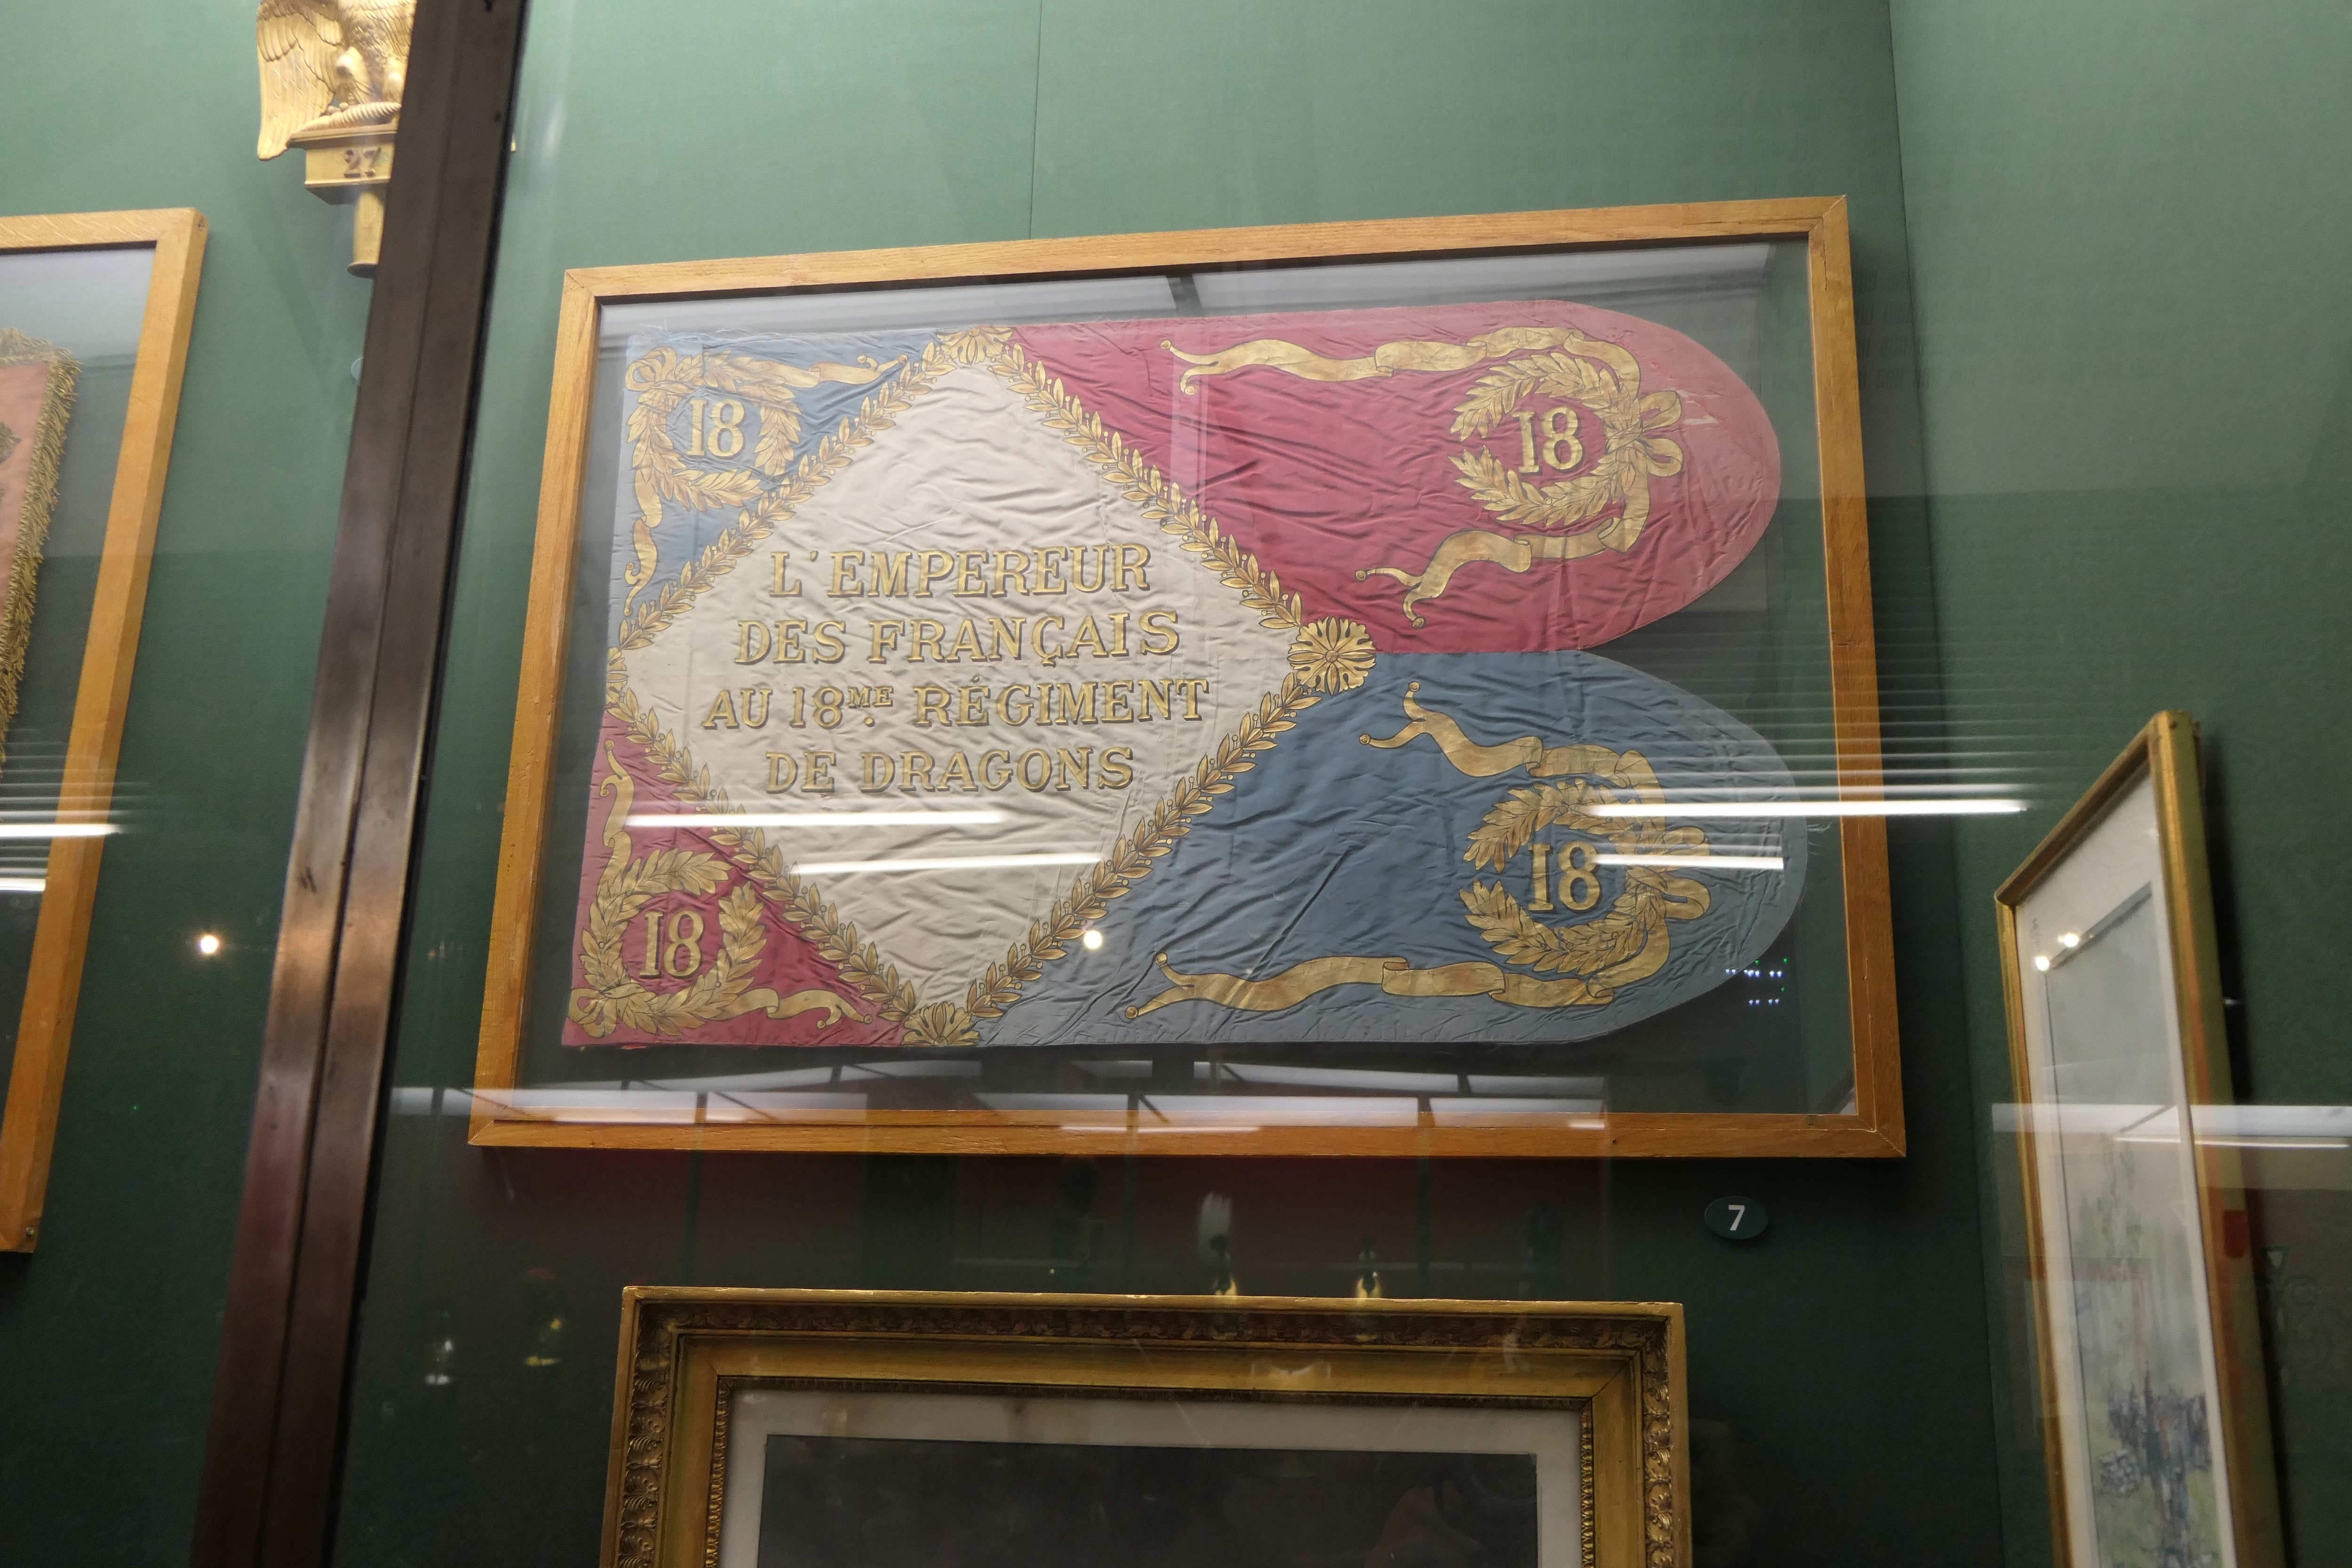 27
18
18
L'EMPEREUR
DES FRANÇAIS
AU 18ME. RÉGIMENT
DE DRAGONS
18
18
7